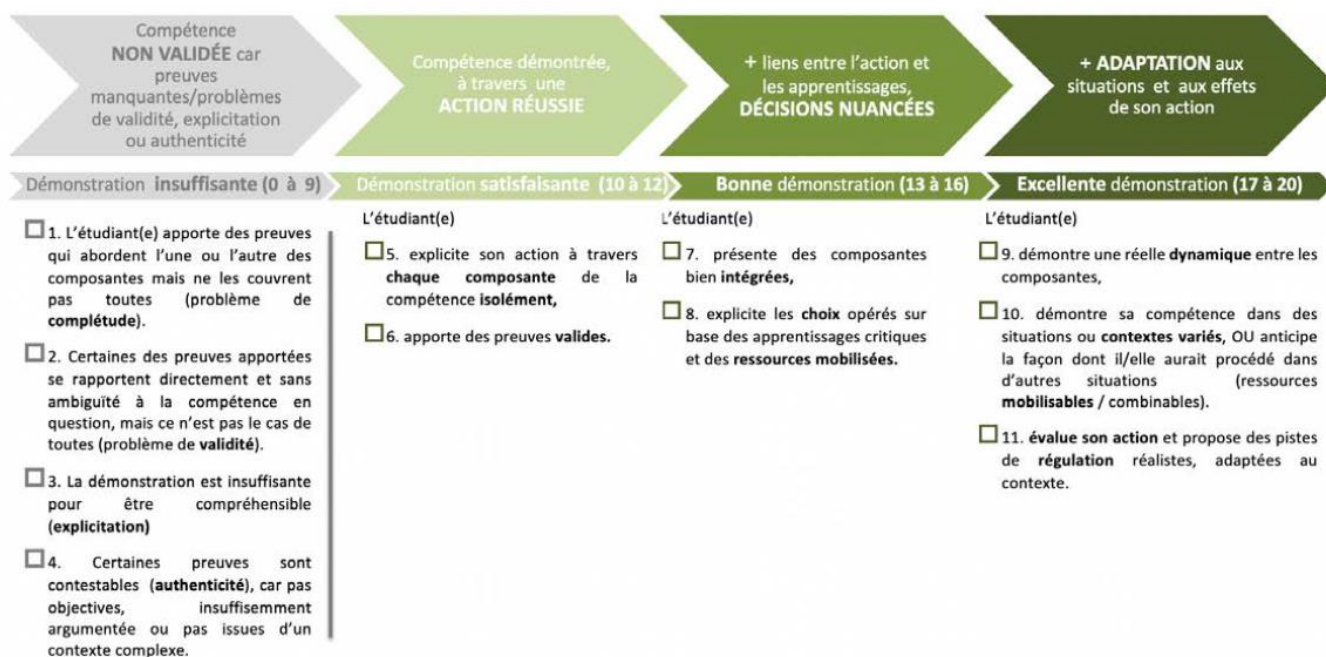 Compétence
NON VALIDÉE car
preuves
manquantes/problèmes
de validité, explicitation
ou authenticité
Compétence démontrée,
à travers une
ACTION RÉUSSIE
+ liens entre l'action et
les apprentissages,
DÉCISIONS NUANCÉES
+ ADAPTATION aux
situations et aux effets
de son action
Démonstration insuffisante (0 à 9)
Démonstration satisfaisante (10 à 12)
Bonne démonstration (13 à 16)
Excellente démonstration (17 à 20)
1. L'étudiant(e) apporte des preuves
qui abordent l'une ou l'autre des
composantes mais ne les couvrent
pas toutes (problème de
complétude).
2. Certaines des preuves apportées
se rapportent directement et sans
ambiguïté à la compétence en
question, mais ce n'est pas le cas de
toutes (problème de validité).
3. La démonstration est insuffisante
pour être compréhensible
(explicitation)
4. Certaines preuves sont
contestables (authenticité), car pas
objectives, insuffisemment
argumentée ou pas issues d'un
contexte complexe.
L'étudiant(e)
5. explicite son action à travers
chaque composante de la
compétence isolément,
6. apporte des preuves valides.
L'étudiant(e)
7. présente des composantes
bien intégrées,
8. explicite les choix opérés sur
base des apprentissages critiques
et des ressources mobilisées.
L'étudiant(e)
9. démontre une réelle dynamique entre les
composantes,
10. démontre sa compétence dans des
situations ou contextes variés, OU anticipe
la façon dont il/elle aurait procédé dans
d'autres situations (ressources
mobilisables / combinables).
11. évalue son action et propose des pistes
de régulation réalistes, adaptées au
contexte.